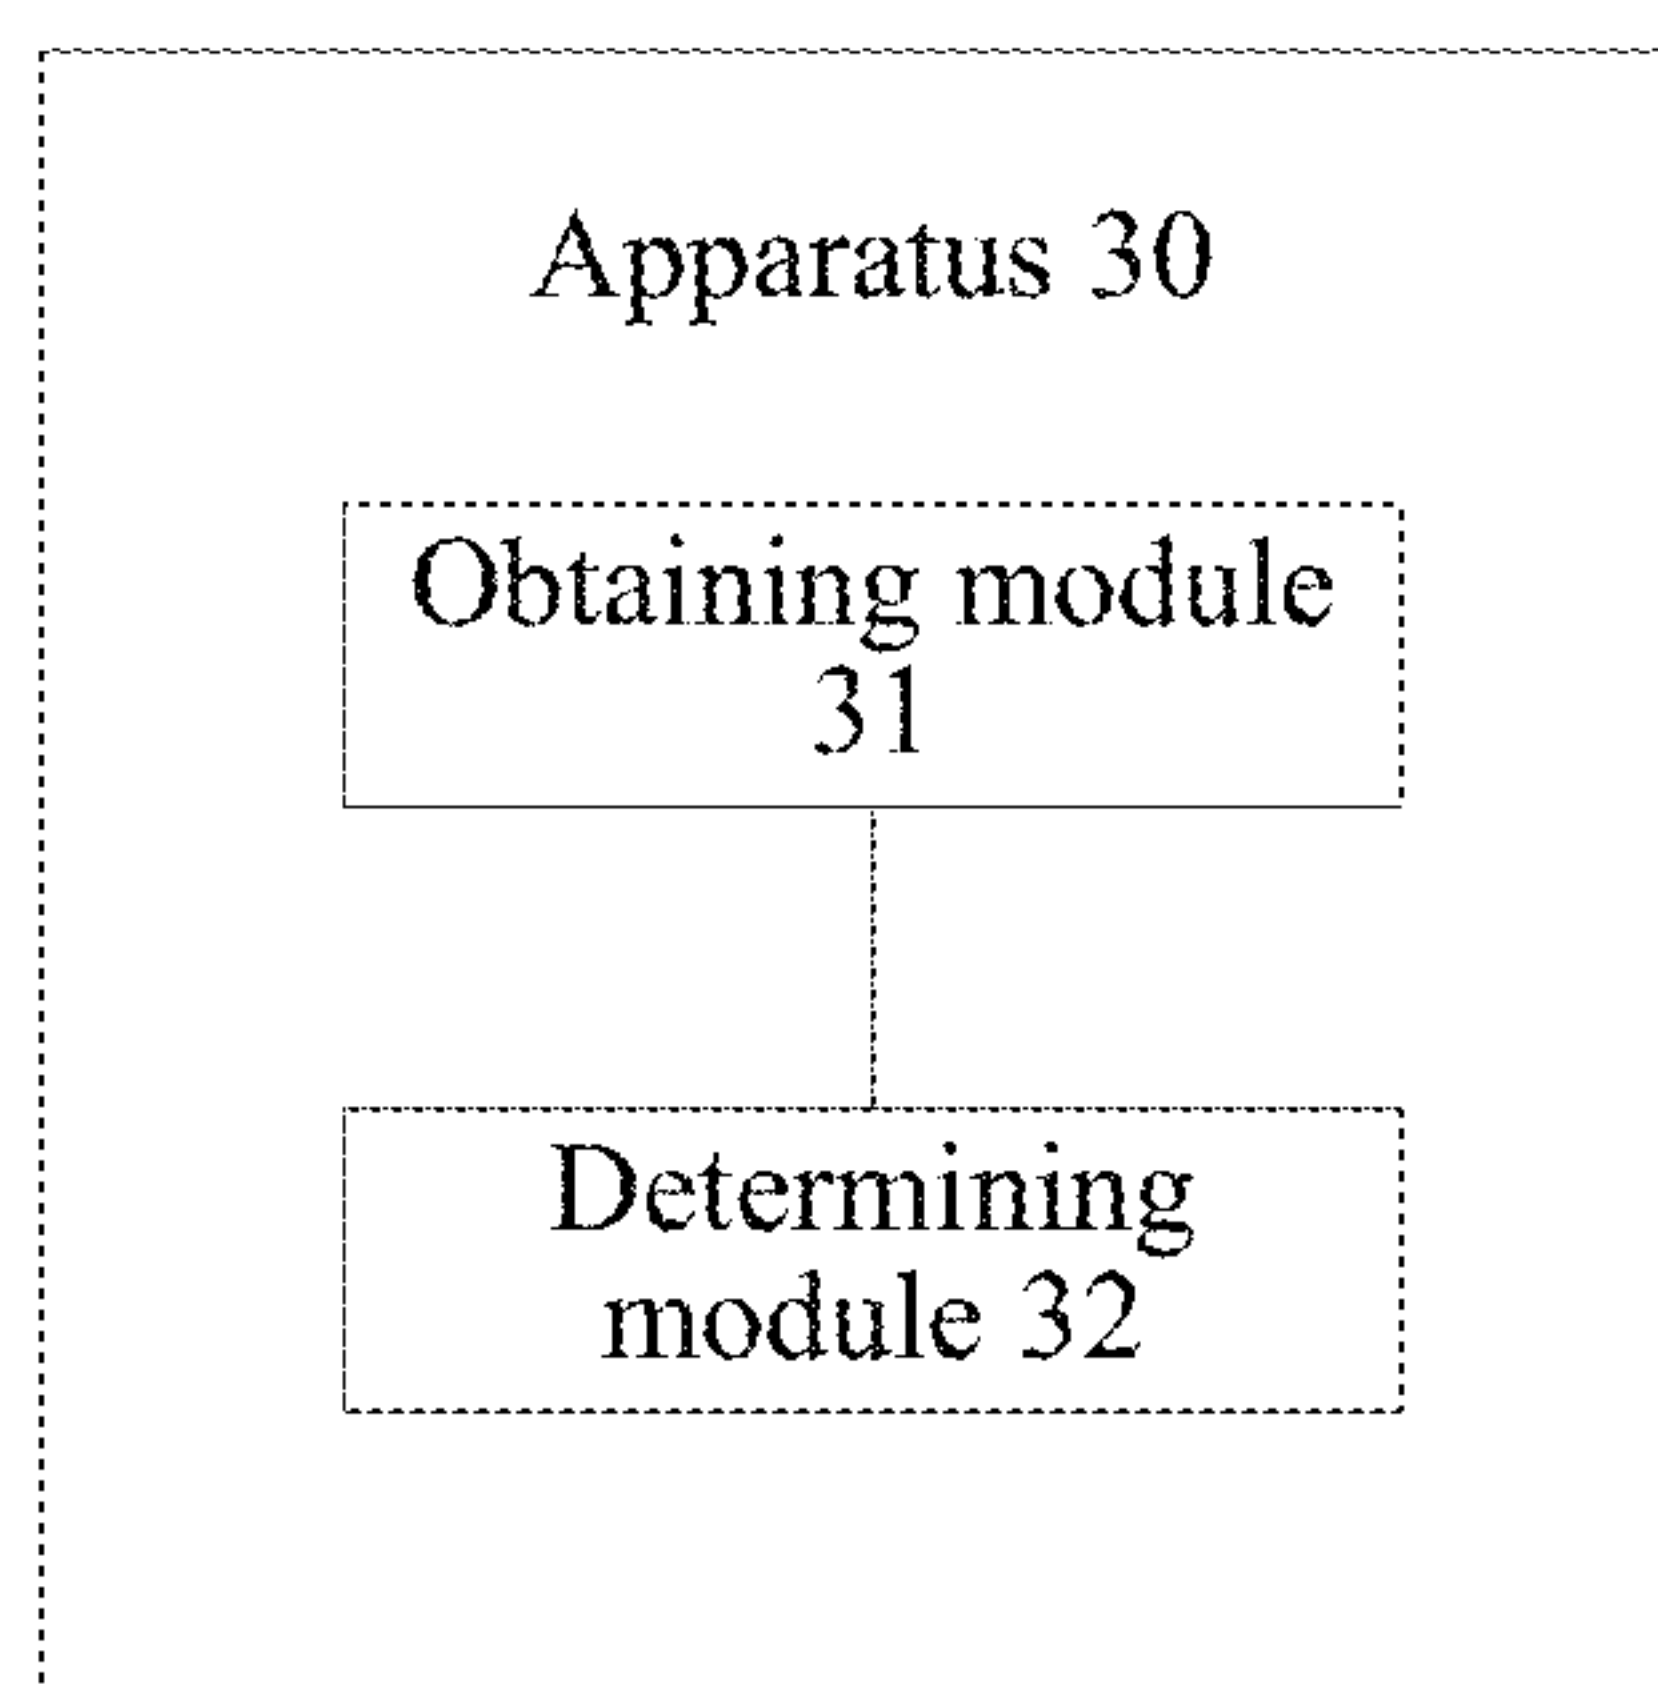 Apparatus 30
Obtaining module
31
Determining
module 32